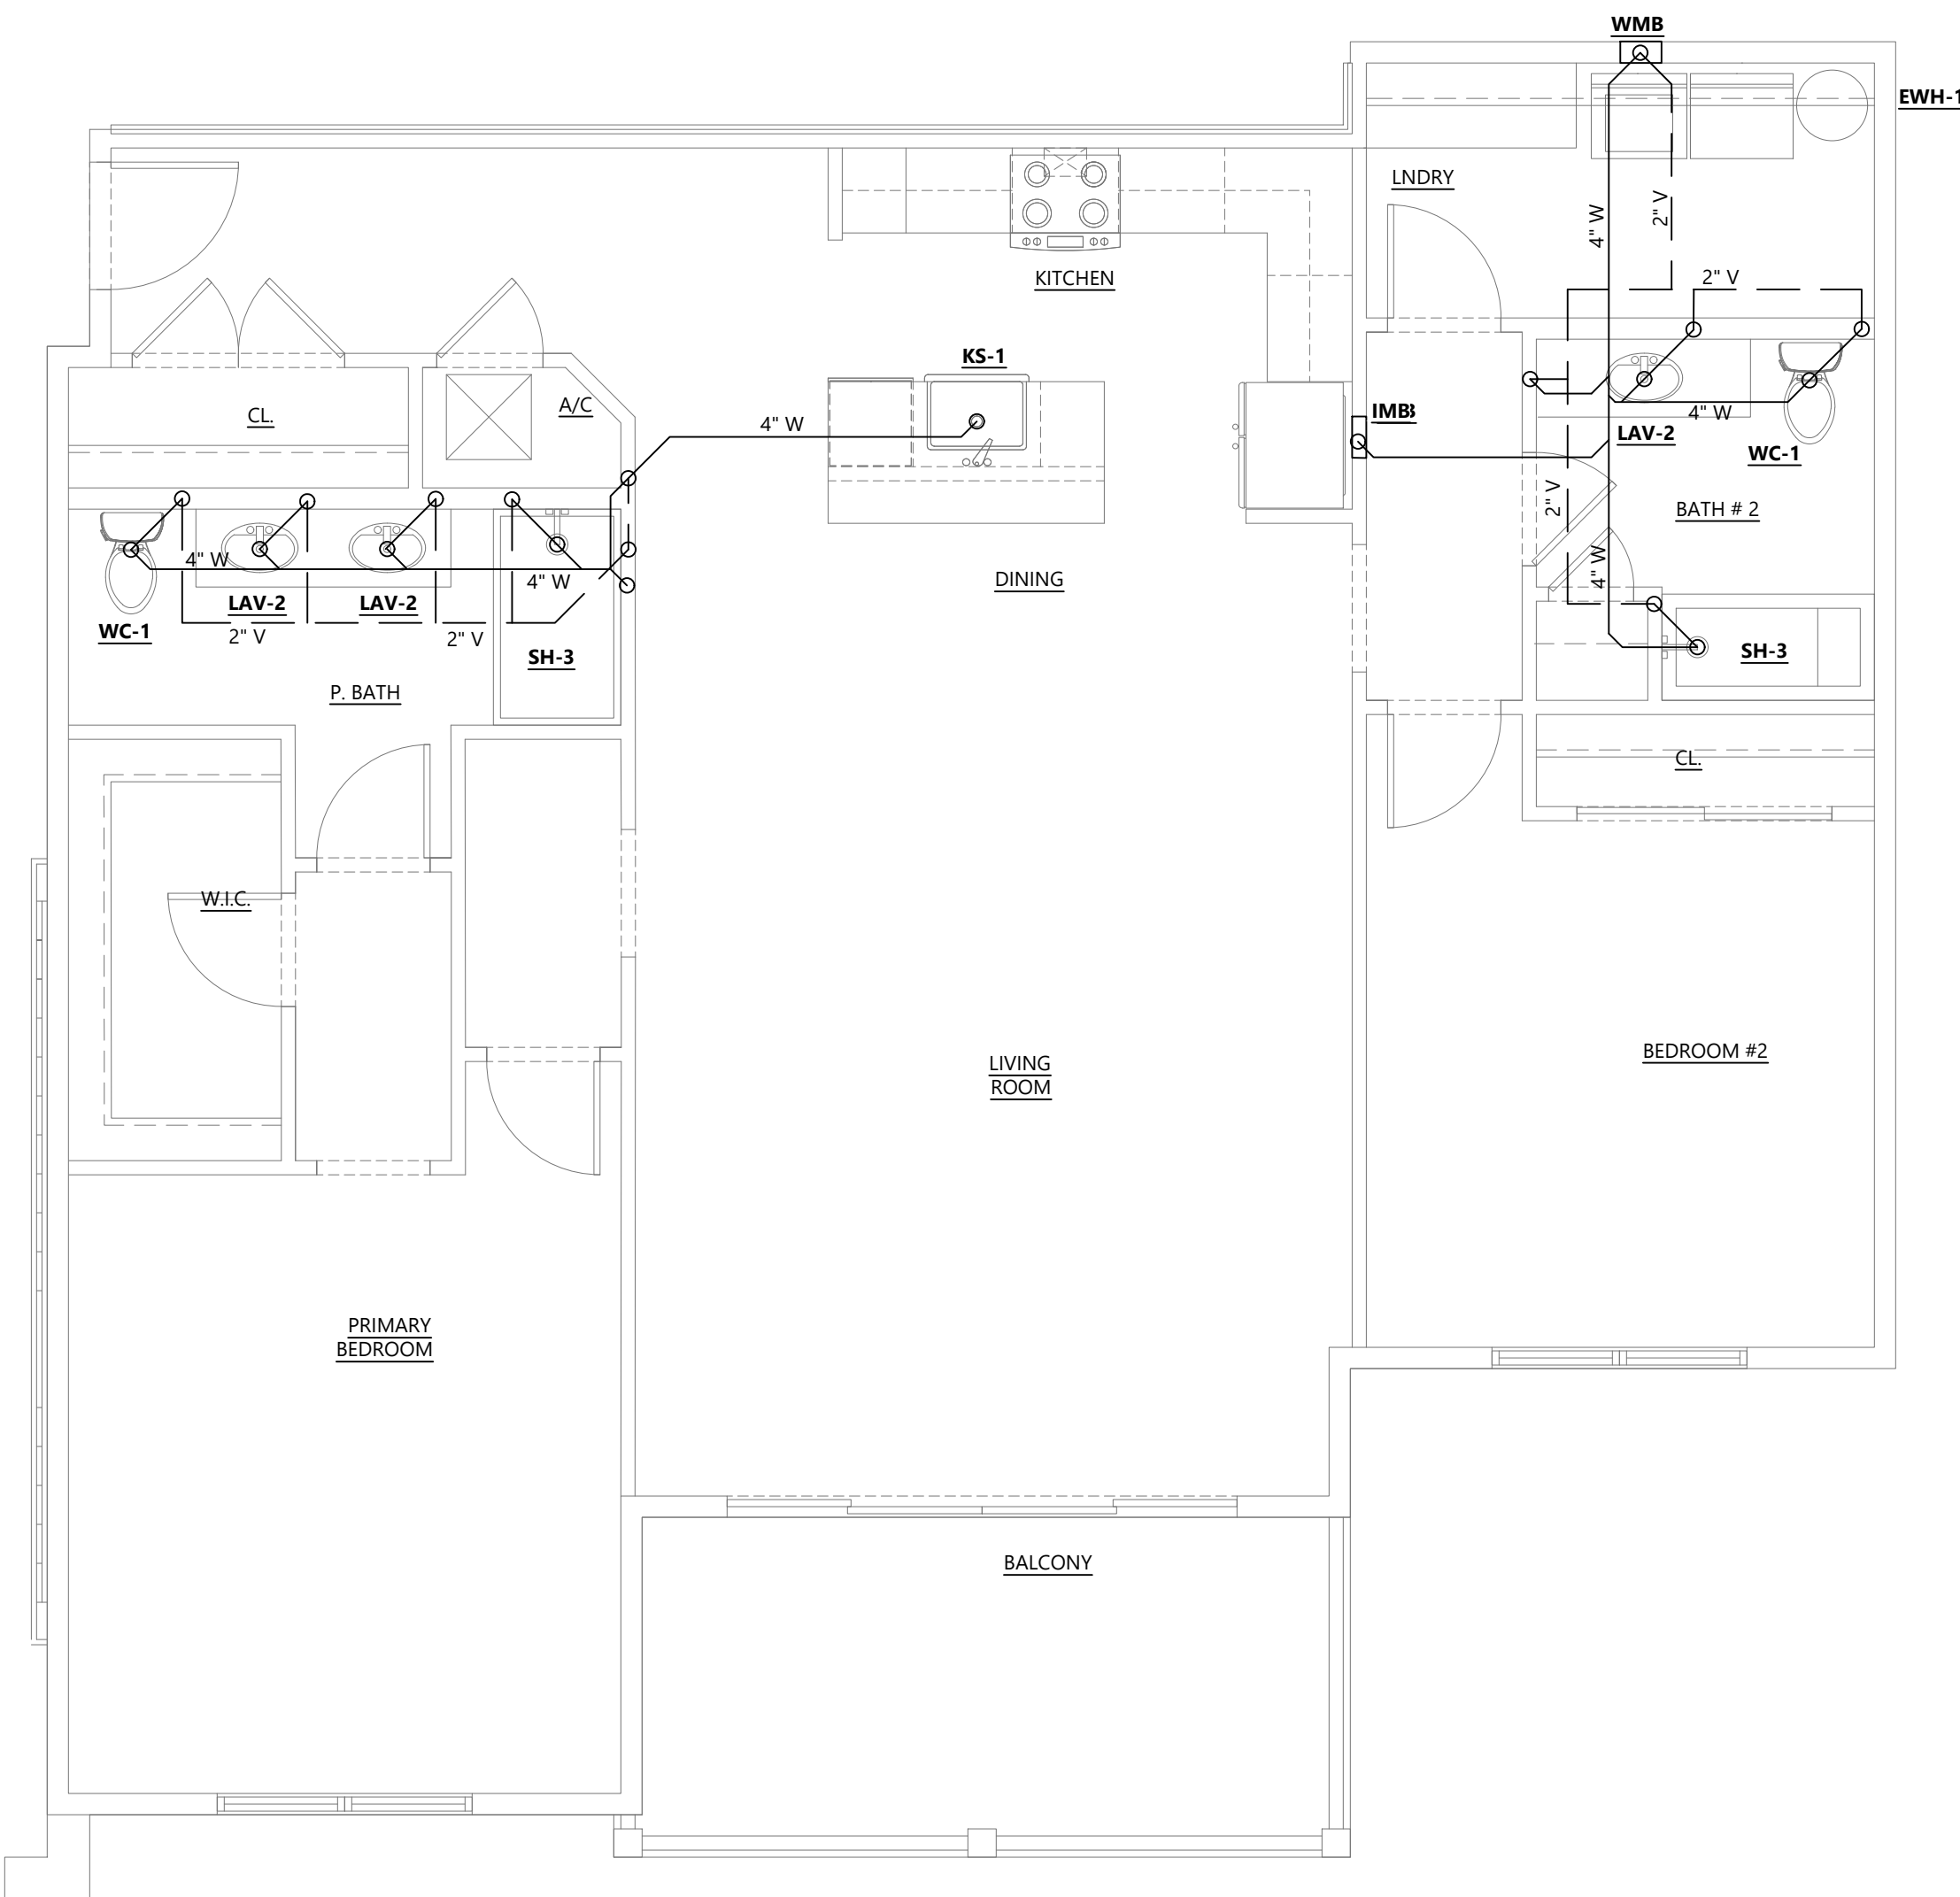 WMB
EWH-1
LNDRY
4" W
2" V
KITCHEN
2" V
KS-1
CL.
A/C
4" W
IMB
4" W
LAV-2
WC-1
2" V
BATH # 2
4" W
4" W
4" W
DINING
LAV-2
LAV-2
WC-1
2" V
2" V
SH-3
SH-3
P. BATH
CL.
W.I.C.
BEDROOM #2
LIVING
ROOM
PRIMARY
BEDROOM
BALCONY